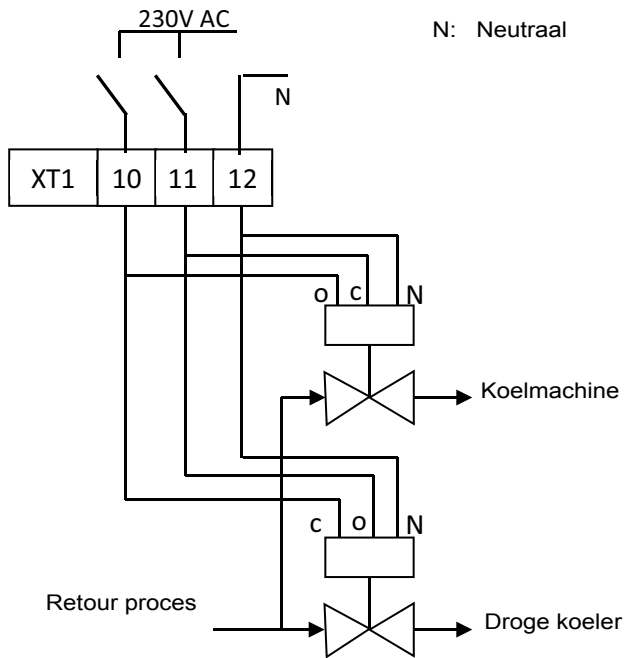 230V AC
N: Neutraal
N
XT1 10 11 12
o c N
Koelmachine
c o N
Retour proces
Droge koeler